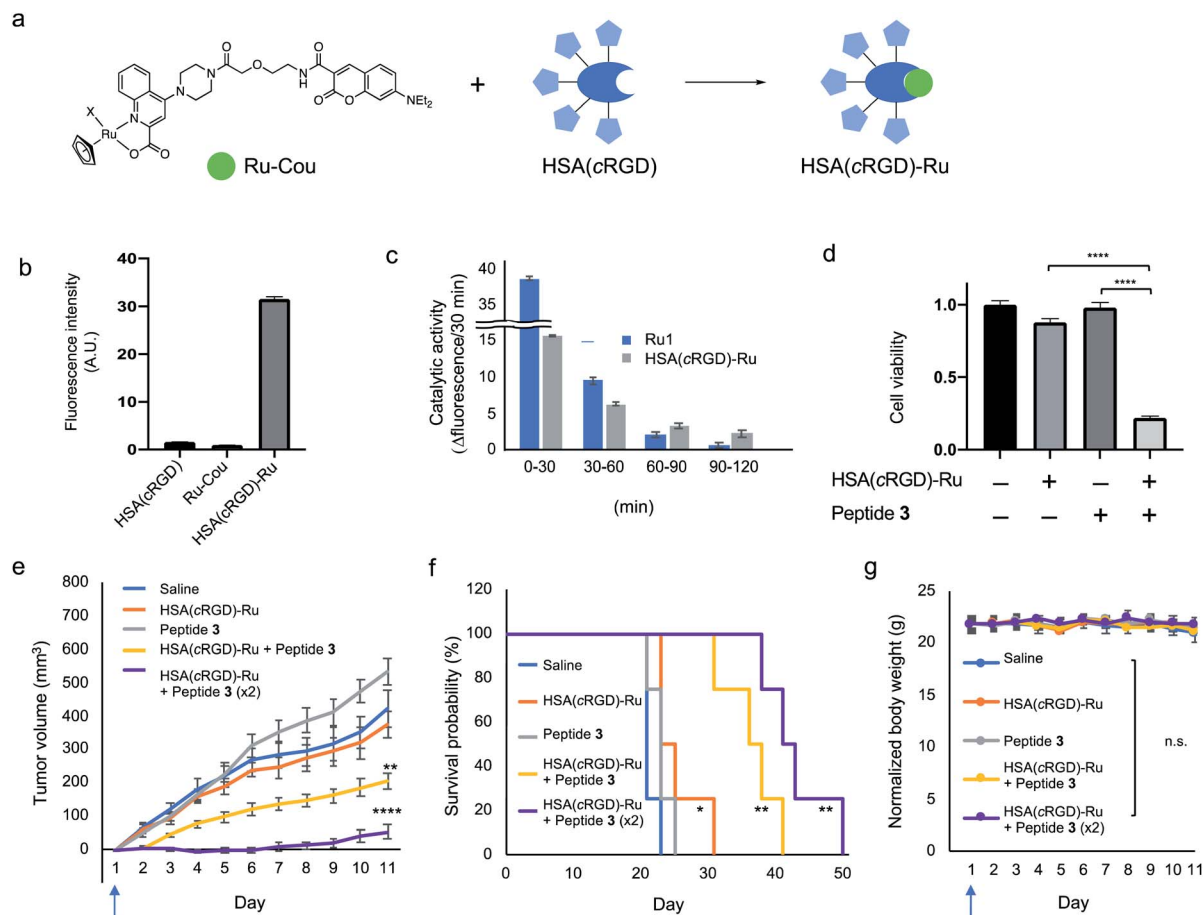 a
O
O
NH
O
N
N
O
O
NEt₂
X
N
Ru
O
O
Ru-Cou
+
HSA(cRGD)
HSA(cRGD)-Ru
b
Fluorescence intensity
(A.U.)
40
30
20
10
0
HSA(cRGD)
Ru-Cou
HSA(cRGD)-Ru
c
Catalytic activity
(Δfluorescence/30 min)
40
35
15
10
5
0
Ru1
HSA(cRGD)-Ru
0-30
30-60
60-90
90-120
(min)
d
Cell viability
1.0
0.5
0.0
****
****
HSA(cRGD)-Ru
– + – +
Peptide 3
– – + +
e
Tumor volume (mm³)
800
700
600
500
400
300
200
100
0
Saline
HSA(cRGD)-Ru
Peptide 3
HSA(cRGD)-Ru + Peptide 3
HSA(cRGD)-Ru
+ Peptide 3 (x2)
**
****
1 2 3 4 5 6 7 8 9 10 11
Day
f
Survival probability (%)
120
100
80
60
40
20
0
Saline
HSA(cRGD)-Ru
Peptide 3
HSA(cRGD)-Ru
+ Peptide 3
HSA(cRGD)-Ru
+ Peptide 3 (x2)
*
**
**
0 10 20 30 40 50
Day
g
Normalized body weight (g)
25
20
15
10
5
0
Saline
HSA(cRGD)-Ru
Peptide 3
HSA(cRGD)-Ru
+ Peptide 3
HSA(cRGD)-Ru
+ Peptide 3 (x2)
n.s.
1 2 3 4 5 6 7 8 9 10 11
Day